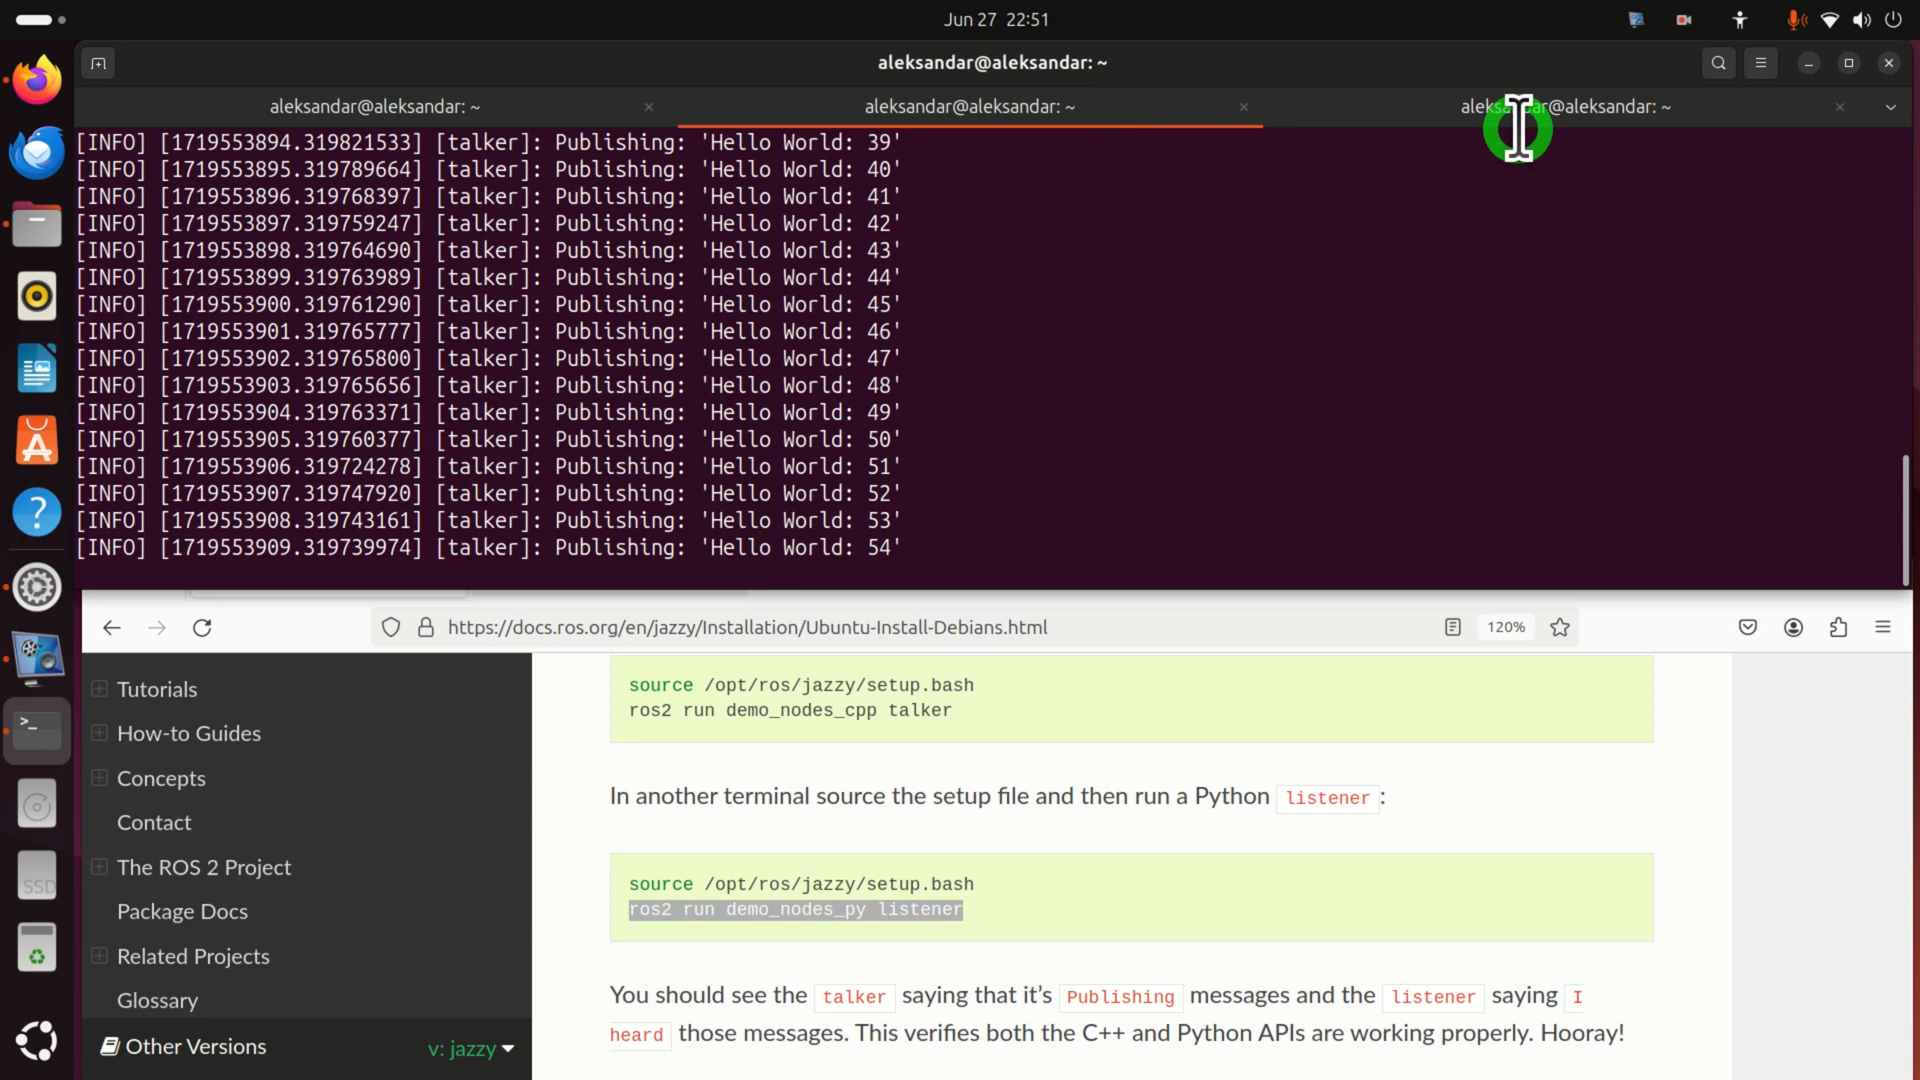 Jun 27 22:51
aleksandar@aleksandar: ~
aleksandar@aleksandar: ~
aleksandar@aleksandar: ~
aleksandar@aleksandar: ~
[INFO] [1719553894.319821533] [talker]: Publishing: 'Hello World: 39'
[INFO] [1719553895.319789664] [talker]: Publishing: 'Hello World: 40'
[INFO] [1719553896.319768397] [talker]: Publishing: 'Hello World: 41'
[INFO] [1719553897.319759247] [talker]: Publishing: 'Hello World: 42'
[INFO] [1719553898.319764690] [talker]: Publishing: 'Hello World: 43'
[INFO] [1719553899.319763989] [talker]: Publishing: 'Hello World: 44'
[INFO] [1719553900.319761290] [talker]: Publishing: 'Hello World: 45'
[INFO] [1719553901.319765777] [talker]: Publishing: 'Hello World: 46'
[INFO] [1719553902.319765800] [talker]: Publishing: 'Hello World: 47'
[INFO] [1719553903.319765656] [talker]: Publishing: 'Hello World: 48'
[INFO] [1719553904.319763371] [talker]: Publishing: 'Hello World: 49'
[INFO] [1719553905.319760377] [talker]: Publishing: 'Hello World: 50'
[INFO] [1719553906.319724278] [talker]: Publishing: 'Hello World: 51'
[INFO] [1719553907.319747920] [talker]: Publishing: 'Hello World: 52'
[INFO] [1719553908.319743161] [talker]: Publishing: 'Hello World: 53'
[INFO] [1719553909.319739974] [talker]: Publishing: 'Hello World: 54'
https://docs.ros.org/en/jazzy/Installation/Ubuntu-Install-Debians.html
120%
Tutorials
How-to Guides
Concepts
Contact
The ROS 2 Project
Package Docs
Related Projects
Glossary
Other Versions v: jazzy
source /opt/ros/jazzy/setup.bash
ros2 run demo_nodes_cpp talker
In another terminal source the setup file and then run a Python listener :
source /opt/ros/jazzy/setup.bash
ros2 run demo_nodes_py listener
You should see the talker saying that it’s Publishing messages and the listener saying I
heard those messages. This verifies both the C++ and Python APIs are working properly. Hooray!
SSD